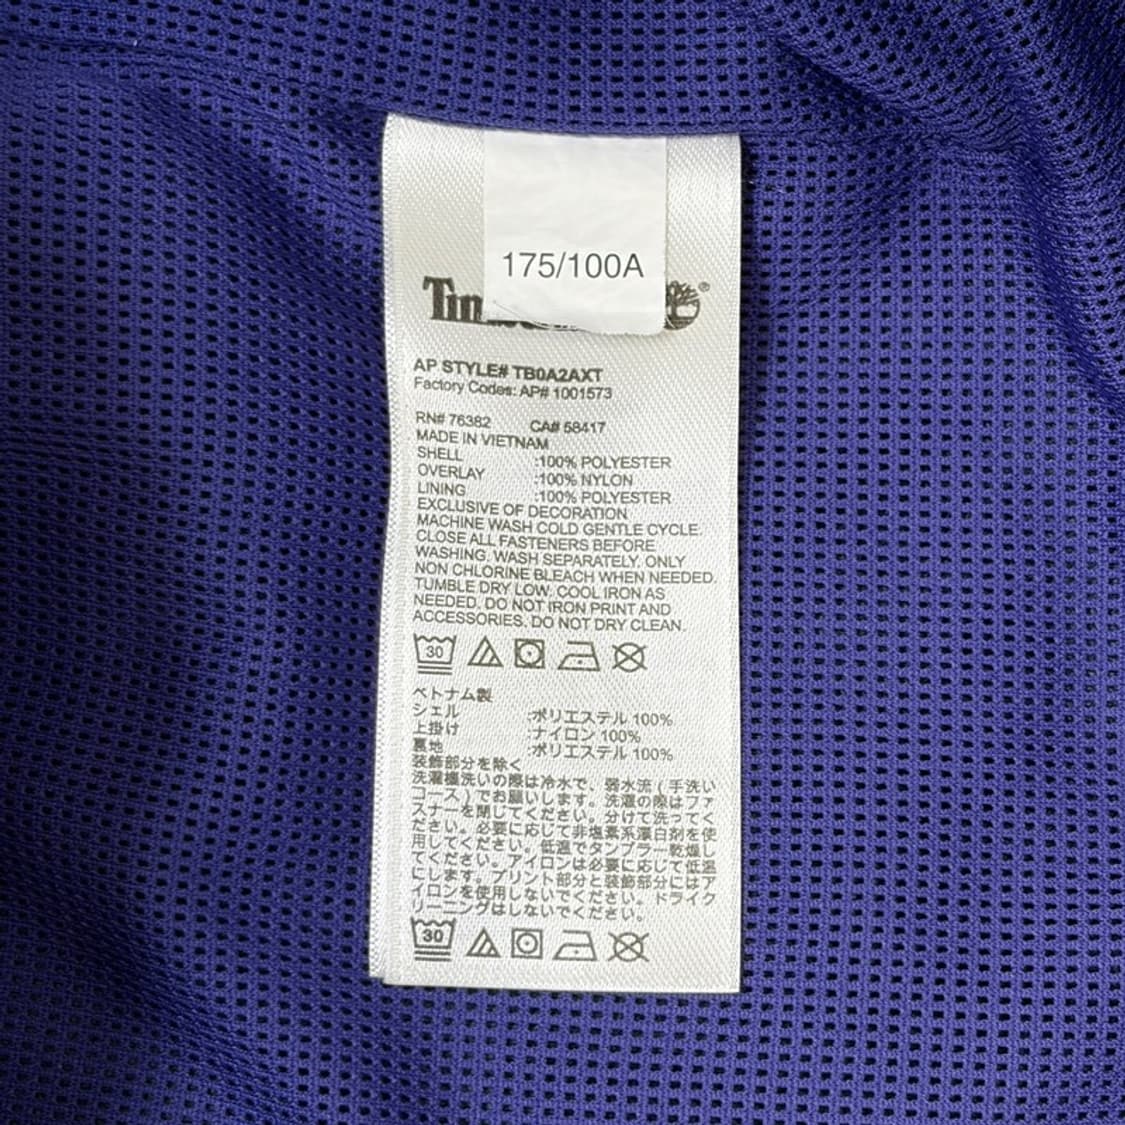 175/100A
AP STYLE# TB0A2AXT
Factory Codes: AP# 1001573
RN# 76382 CA# 58417
MADE IN VIETNAM
SHELL :100% POLYESTER
OVERLAY :100% NYLON
LINING :100% POLYESTER
EXCLUSIVE OF DECORATION
MACHINE WASH COLD GENTLE CYCLE.
CLOSE ALL FASTENERS BEFORE
WASHING. WASH SEPARATELY. ONLY
NON CHLORINE BLEACH WHEN NEEDED.
TUMBLE DRY LOW. COOL IRON AS
NEEDED. DO NOT IRON PRINT AND
ACCESSORIES. DO NOT DRY CLEAN.
30
ベトナム製
シェル :ポリエステル 100%
上掛け :ナイロン 100%
裏地 :ポリエステル 100%
装飾部分を除く
洗濯機洗いの際は冷水で、弱水流(手洗い
コース)でお願いします。洗濯の際はファ
スナーを閉してください。分けて洗ってく
ださい。必要に応じて非塩素系漂白剤を使
用してください。低温でタンブラー乾燥し
てください。アイロンは必要に応じて低温
にします。プリント部分と装飾部分にはア
イロンを使用しないでください。ドライク
リーニングはしないでください。
30